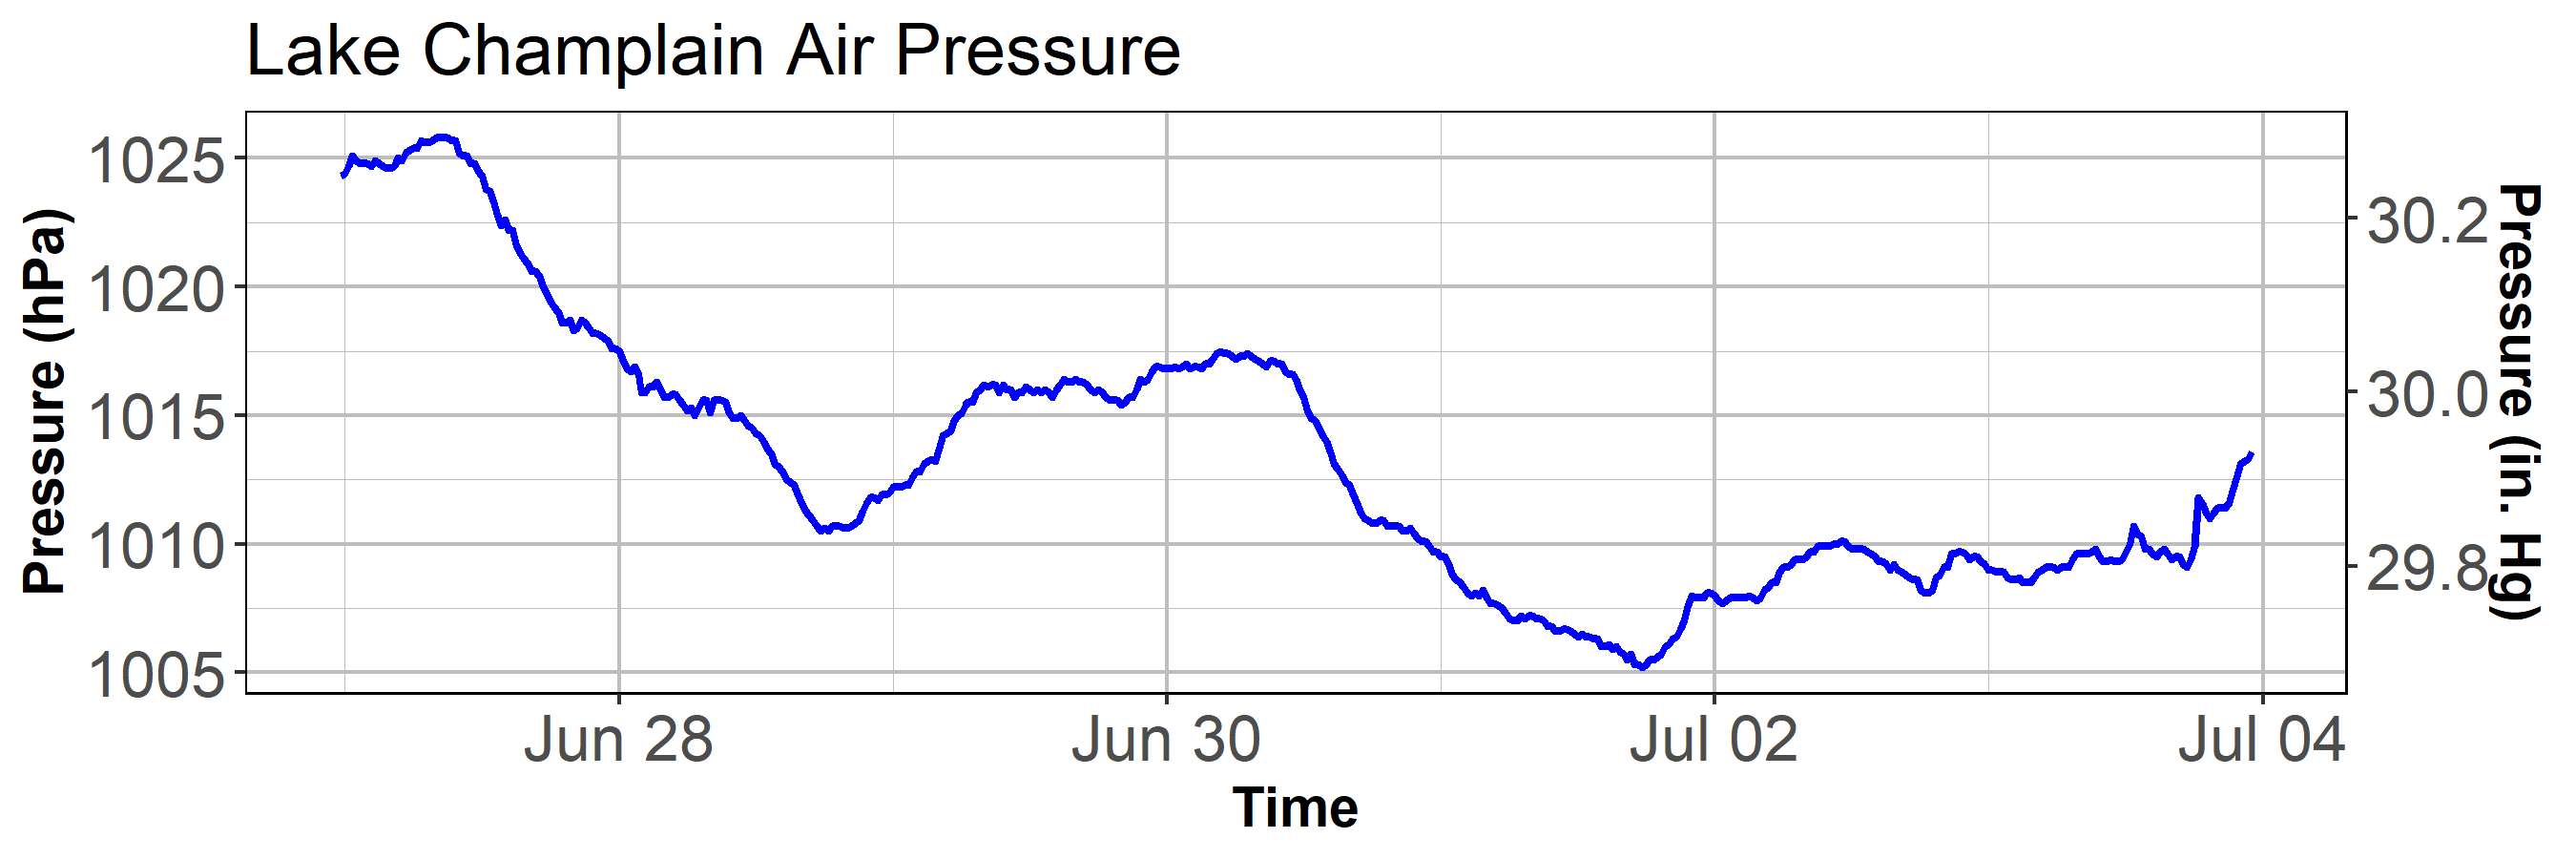 Lake Champlain Air Pressure
1025
1020
1015
1010
1005
Pressure (hPa)
30.2
30.0
29.8
Pressure (in. Hg)
Jun 28
Jun 30
Jul 02
Jul 04
Time